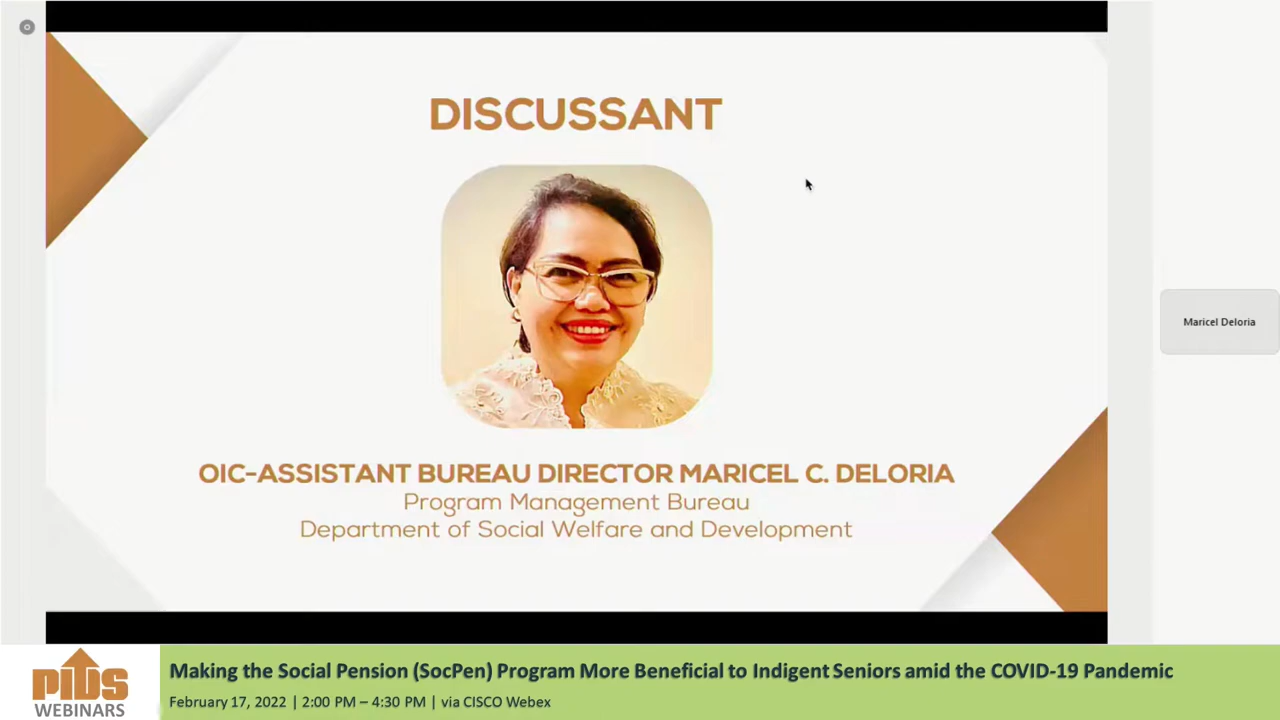 DISCUSSANT
Maricel Deloria
OIC-ASSISTANT BUREAU DIRECTOR MARICEL C. DELORIA
Program Management Bureau
Department of Social Welfare and Development
pids
WEBINARS
Making the Social Pension (SocPen) Program More Beneficial to Indigent Seniors amid the COVID-19 Pandemic
February 17, 2022 | 2:00 PM – 4:30 PM | via CISCO Webex